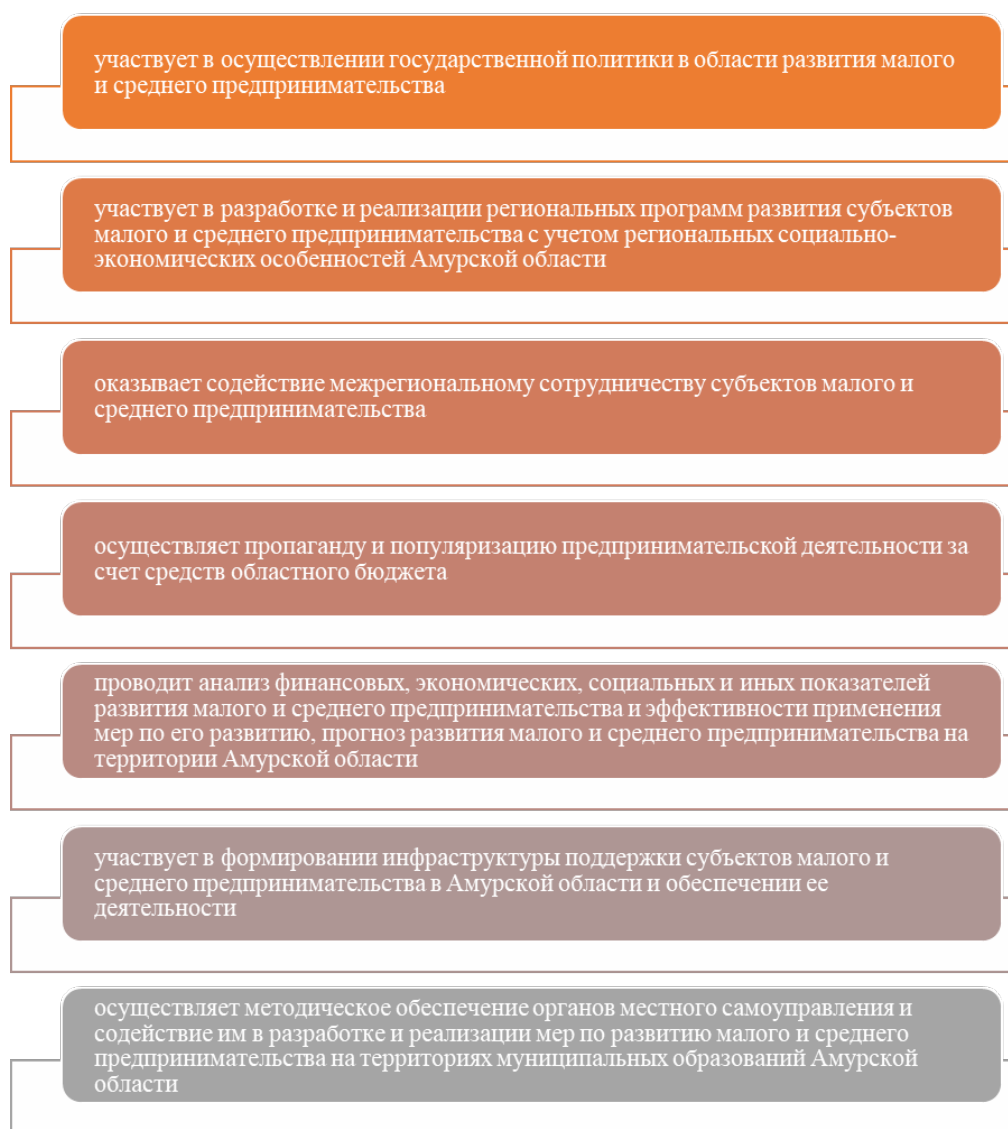 участвует в осуществлении государственной политики в области развития малого
и среднего предпринимательства
участвует в разработке и реализации региональных программ развития субъектов
малого и среднего предпринимательства с учетом региональных социально-
экономических особенностей Амурской области
оказывает содействие межрегиональному сотрудничеству субъектов малого и
среднего предпринимательства
осуществляет пропаганду и популяризацию предпринимательской деятельности за
счет средств областного бюджета
проводит анализ финансовых, экономических, социальных и иных показателей
развития малого и среднего предпринимательства и эффективности применения
мер по его развитию, прогноз развития малого и среднего предпринимательства на
территории Амурской области
участвует в формировании инфраструктуры поддержки субъектов малого и
среднего предпринимательства в Амурской области и обеспечении ее
деятельности
осуществляет методическое обеспечение органов местного самоуправления и
содействие им в разработке и реализации мер по развитию малого и среднего
предпринимательства на территориях муниципальных образований Амурской
области